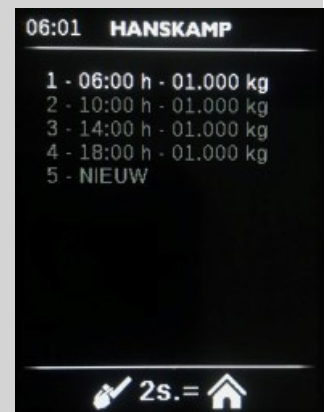 06:01 HANSKAMP
1 - 06:00 h - 01.000 kg
2 - 10:00 h - 01.000 kg
3 - 14:00 h - 01.000 kg
4 - 18:00 h - 01.000 kg
5 - NIEUW
2s.=